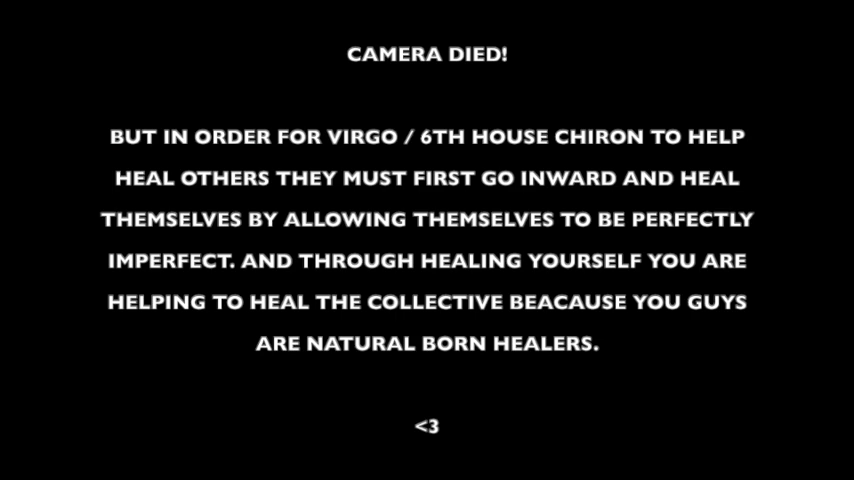 CAMERA DIED!
BUT IN ORDER FOR VIRGO / 6TH HOUSE CHIRON TO HELP
HEAL OTHERS THEY MUST FIRST GO INWARD AND HEAL
THEMSELVES BY ALLOWING THEMSELVES TO BE PERFECTLY
IMPERFECT. AND THROUGH HEALING YOURSELF YOU ARE
HELPING TO HEAL THE COLLECTIVE BEACAUSE YOU GUYS
ARE NATURAL BORN HEALERS.
<3